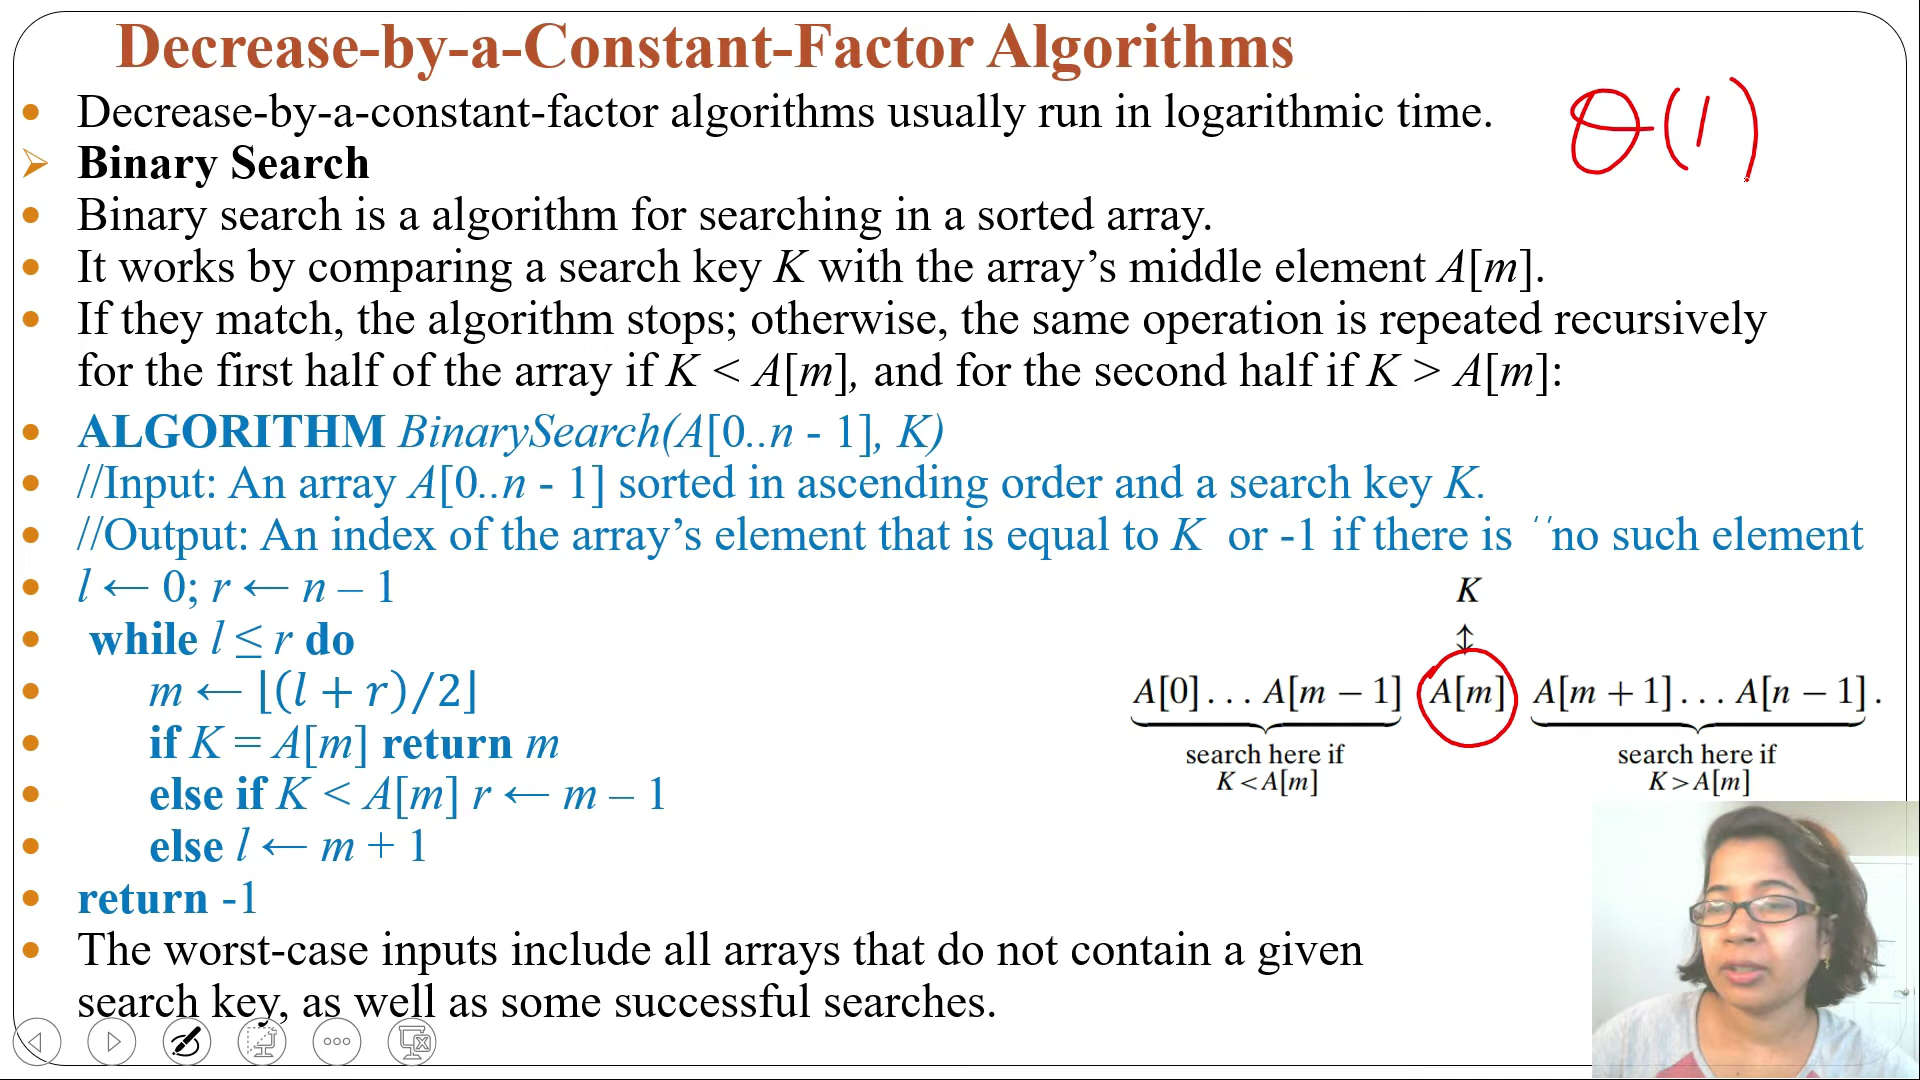 Decrease-by-a-Constant-Factor Algorithms
Decrease-by-a-constant-factor algorithms usually run in logarithmic time.
θ(1)
Binary Search
Binary search is a algorithm for searching in a sorted array.
It works by comparing a search key K with the array’s middle element A[m].
If they match, the algorithm stops; otherwise, the same operation is repeated recursively
for the first half of the array if K < A[m], and for the second half if K > A[m]:
ALGORITHM BinarySearch(A[0..n - 1], K)
//Input: An array A[0..n - 1] sorted in ascending order and a search key K.
//Output: An index of the array’s element that is equal to K or -1 if there is ′′no such element
l ← 0; r ← n – 1
while l ≤ r do
m ← ⌊(l + r)/2⌋
if K = A[m] return m
else if K < A[m] r ← m – 1
else l ← m + 1
return -1
K
↕
A[0] . . . A[m − 1] A[m] A[m + 1] . . . A[n − 1] .
search here if search here if
K < A[m] K > A[m]
The worst-case inputs include all arrays that do not contain a given
search key, as well as some successful searches.